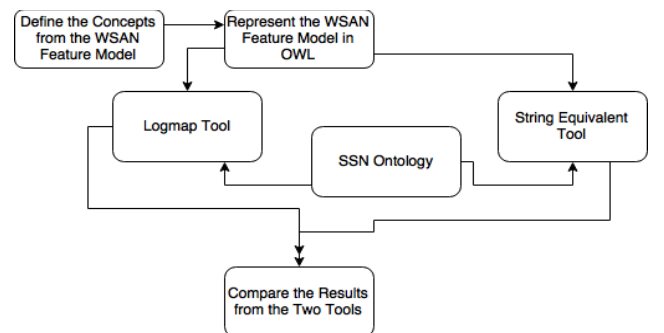 Define the Concepts
from the WSAN
Feature Model
Represent the WSAN
Feature Model in
OWL
Logmap Tool
String Equivalent
Tool
SSN Ontology
Compare the Results
from the Two Tools